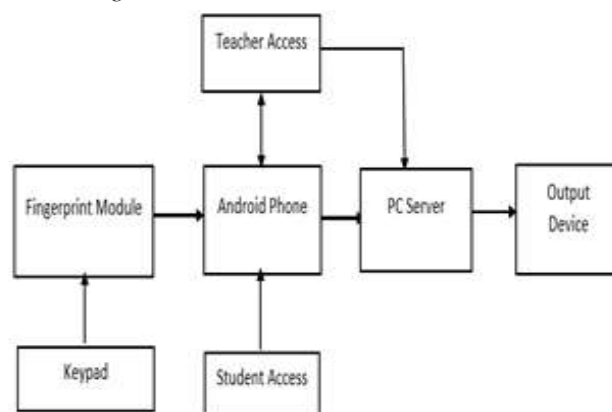 Teacher Access
Fingerprint Module
Android Phone
PC Server
Output
Device
Keypad
Student Access